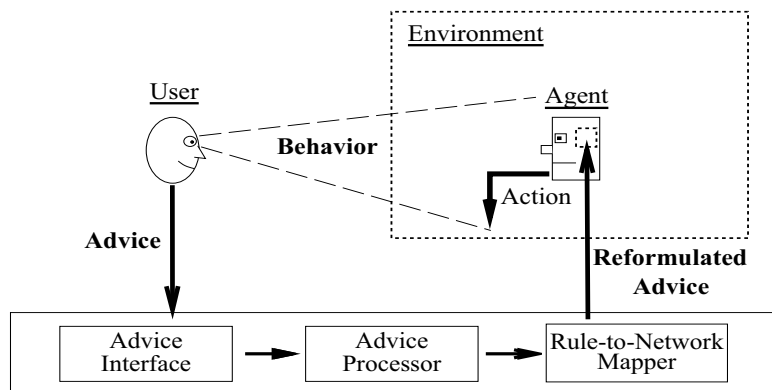 Environment
User
Agent
Behavior
Action
Advice
Reformulated
Advice
Advice
Interface
Advice
Processor
Rule-to-Network
Mapper